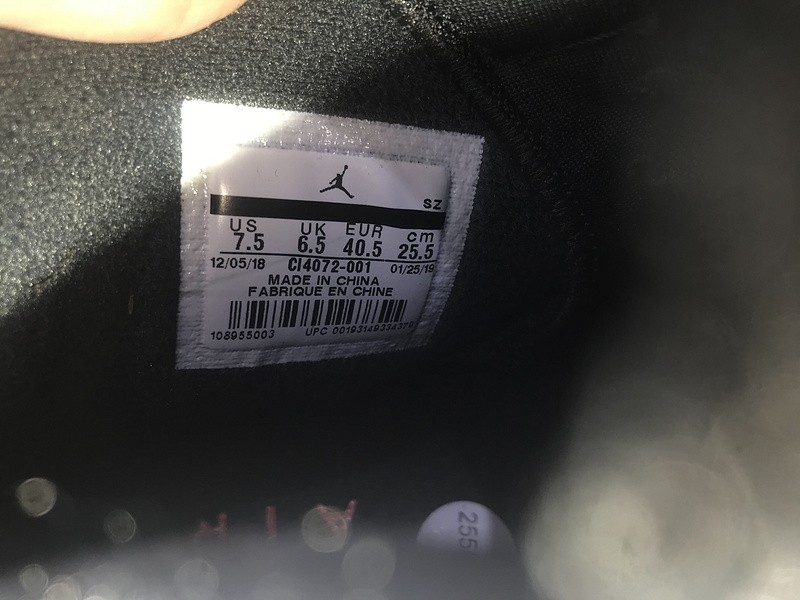 SZ
US UK EUR cm
7.5 6.5 40.5 25.5
12/05/18 CI4072-001 01/25/19
MADE IN CHINA
FABRIQUE EN CHINE
108955003 UPC 00193149334379
255